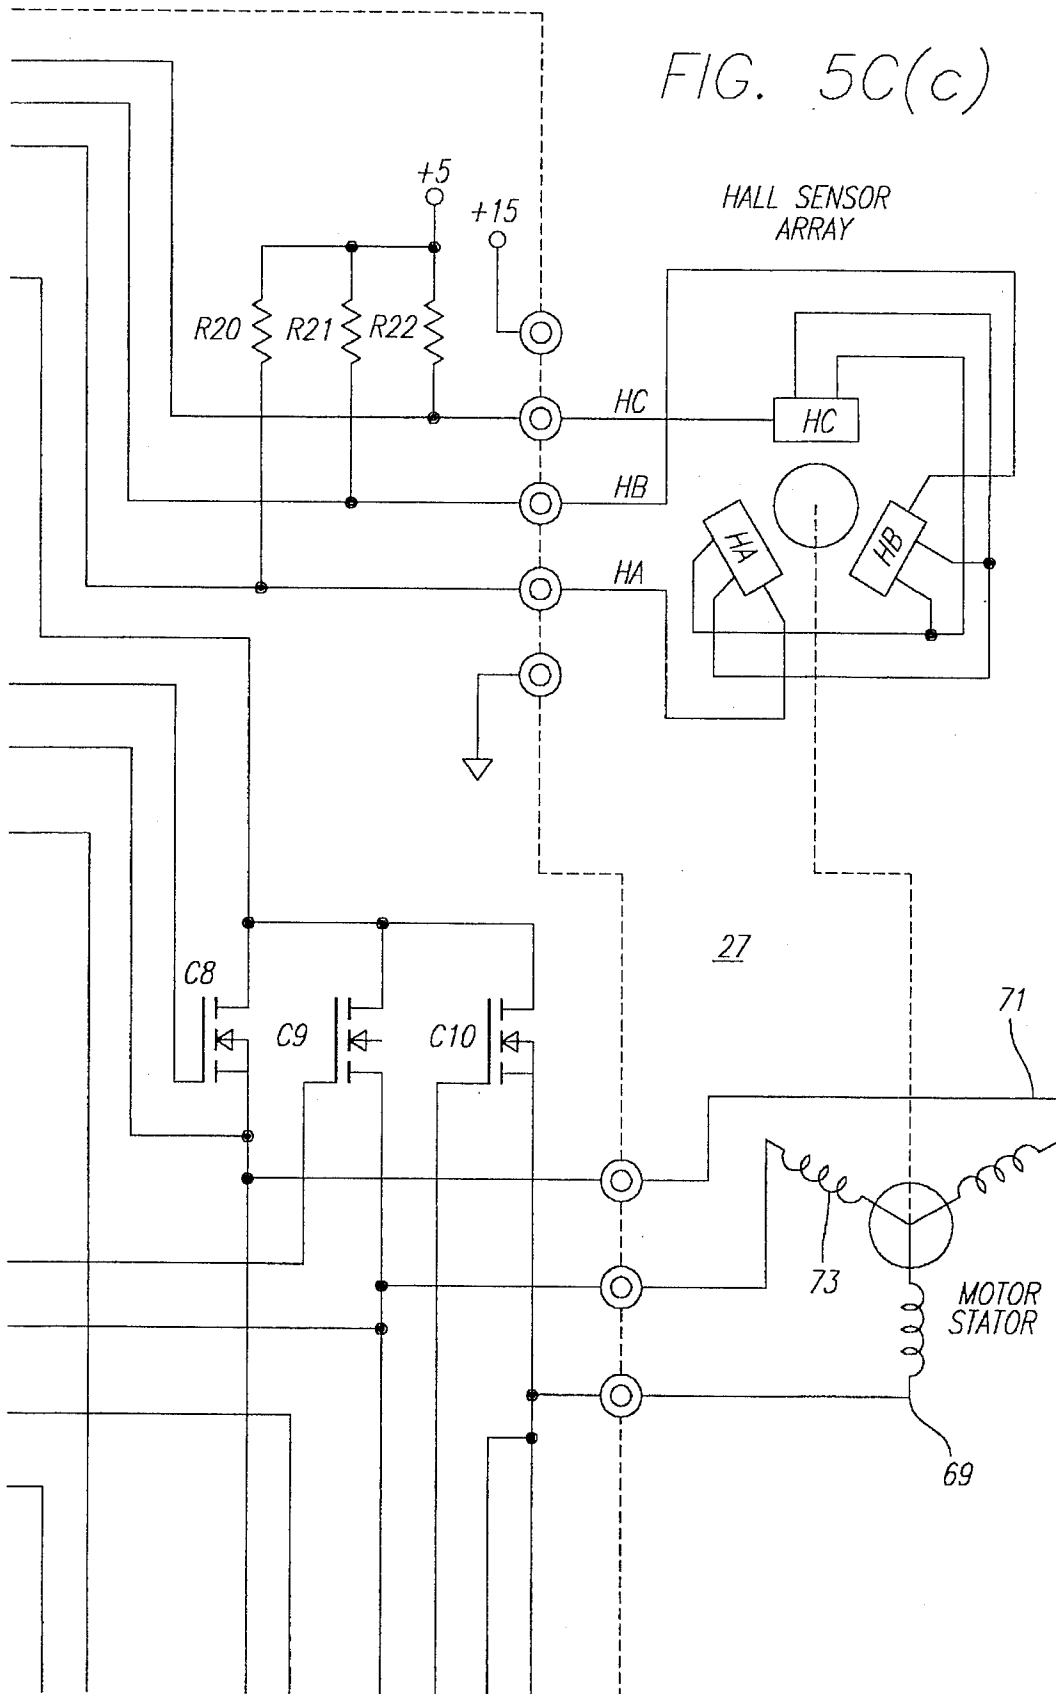 FIG. 5C(c)
+5
+15
HALL SENSOR
ARRAY
R20
R21
R22
HC
HC
HB
HA
HB
HA
27
C8
C9
C10
71
73
MOTOR
STATOR
69